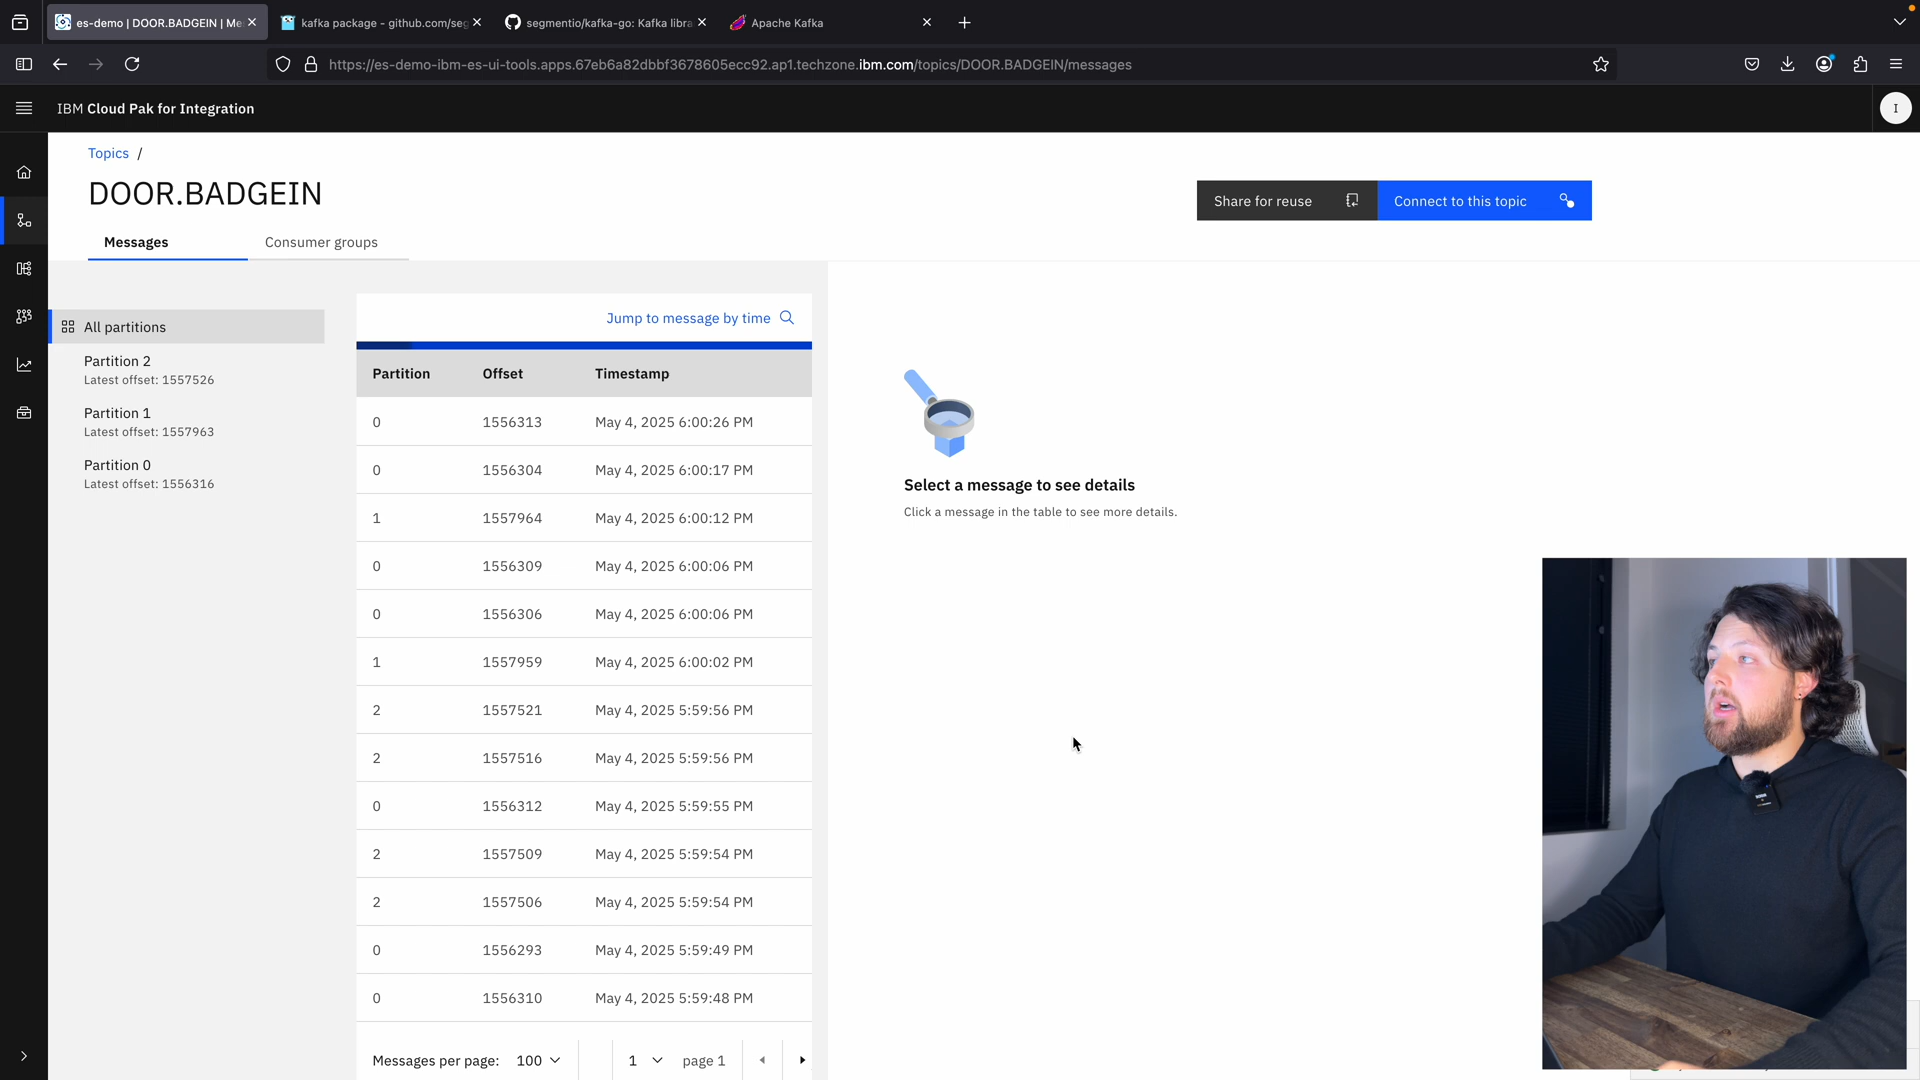 es-demo | DOOR.BADGEIN | Me
kafka package - github.com/seg
segmentio/kafka-go: Kafka libra
Apache Kafka
https://es-demo-ibm-es-ui-tools.apps.67eb6a82dbbf3678605ecc92.ap1.techzone.ibm.com/topics/DOOR.BADGEIN/messages
IBM Cloud Pak for Integration
I
Topics /
DOOR.BADGEIN
Share for reuse
Connect to this topic
Messages
Consumer groups
All partitions
Partition 2
Latest offset: 1557526
Partition 1
Latest offset: 1557963
Partition 0
Latest offset: 1556316
Jump to message by time
Partition Offset Timestamp
0 1556313 May 4, 2025 6:00:26 PM
0 1556304 May 4, 2025 6:00:17 PM
1 1557964 May 4, 2025 6:00:12 PM
0 1556309 May 4, 2025 6:00:06 PM
0 1556306 May 4, 2025 6:00:06 PM
1 1557959 May 4, 2025 6:00:02 PM
2 1557521 May 4, 2025 5:59:56 PM
2 1557516 May 4, 2025 5:59:56 PM
0 1556312 May 4, 2025 5:59:55 PM
2 1557509 May 4, 2025 5:59:54 PM
2 1557506 May 4, 2025 5:59:54 PM
0 1556293 May 4, 2025 5:59:49 PM
0 1556310 May 4, 2025 5:59:48 PM
Messages per page: 100
1
page 1
Select a message to see details
Click a message in the table to see more details.